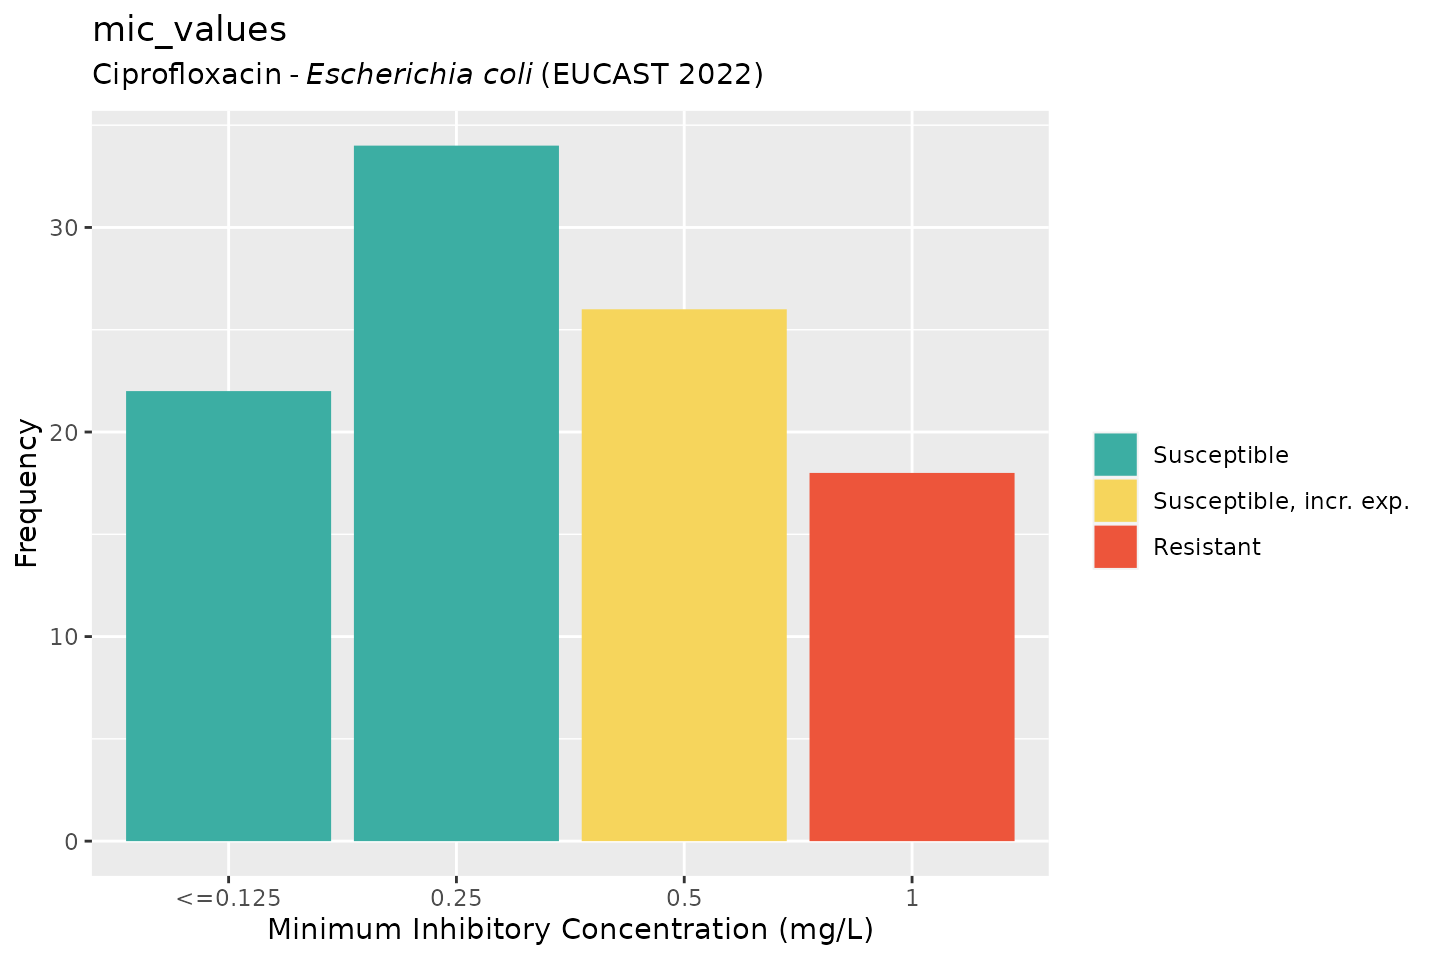 mic_values
Ciprofloxacin - Escherichia coli (EUCAST 2022)
Frequency
30
20
10
0
<=0.125
0.25
0.5
1
Minimum Inhibitory Concentration (mg/L)
Susceptible
Susceptible, incr. exp.
Resistant